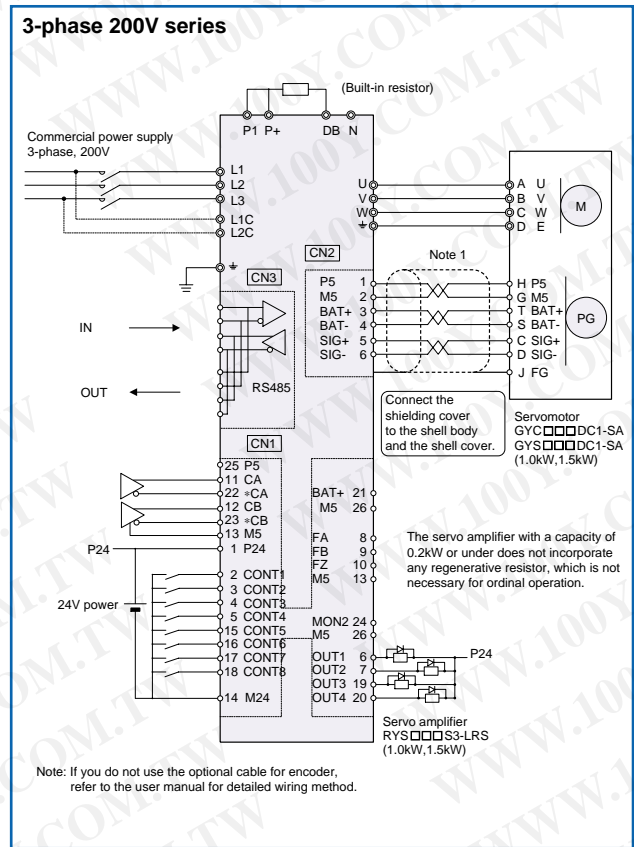 3-phase 200V series
(Built-in resistor)
P1 P+ DB N
Commercial power supply
3-phase, 200V
L1
L2
L3
L1C
L2C
U
V
W
A U
B V
C W
D E
M
CN2
Note 1
CN3
P5 1
M5 2
BAT+ 3
BAT- 4
SIG+ 5
SIG- 6
H P5
G M5
T BAT+
S BAT-
C SIG+
D SIG-
J FG
PG
IN
OUT
RS485
Connect the
shielding cover
to the shell body
and the shell cover.
Servomotor
GYC□□□DC1-SA
GYS□□□DC1-SA
(1.0kW,1.5kW)
CN1
25 P5
11 CA
22 *CA
12 CB
23 *CB
13 M5
P24
1 P24
24V power
2 CONT1
3 CONT2
4 CONT3
5 CONT4
15 CONT5
16 CONT6
17 CONT7
18 CONT8
14 M24
BAT+ 21
M5 26
FA 8
FB 9
FZ 10
M5 13
MON2 24
M5 26
OUT1 6
OUT2 7
OUT3 19
OUT4 20
P24
The servo amplifier with a capacity of
0.2kW or under does not incorporate
any regenerative resistor, which is not
necessary for ordinal operation.
Servo amplifier
RYS□□□S3-LRS
(1.0kW,1.5kW)
Note: If you do not use the optional cable for encoder,
refer to the user manual for detailed wiring method.
WWW.100Y.COM.TW